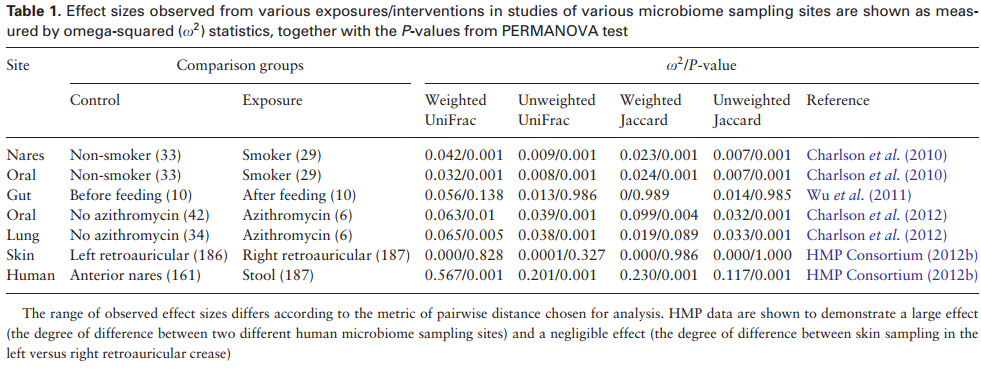 Table 1. Effect sizes observed from various exposures/interventions in studies of various microbiome sampling sites are shown as meas-
ured by omega-squared (ω²) statistics, together with the P-values from PERMANOVA test
Site Comparison groups ω²/P-value
Control Exposure Weighted UniFrac Unweighted UniFrac Weighted Jaccard Unweighted Jaccard Reference
Nares Non-smoker (33) Smoker (29) 0.042/0.001 0.009/0.001 0.023/0.001 0.007/0.001 Charlson et al. (2010)
Oral Non-smoker (33) Smoker (29) 0.032/0.001 0.008/0.001 0.024/0.001 0.007/0.001 Charlson et al. (2010)
Gut Before feeding (10) After feeding (10) 0.056/0.138 0.013/0.986 0/0.989 0.014/0.985 Wu et al. (2011)
Oral No azithromycin (42) Azithromycin (6) 0.063/0.01 0.039/0.001 0.099/0.004 0.032/0.001 Charlson et al. (2012)
Lung No azithromycin (34) Azithromycin (6) 0.065/0.005 0.038/0.001 0.019/0.089 0.033/0.001 Charlson et al. (2012)
Skin Left retroauricular (186) Right retroauricular (187) 0.000/0.828 0.0001/0.327 0.000/0.986 0.000/1.000 HMP Consortium (2012b)
Human Anterior nares (161) Stool (187) 0.567/0.001 0.201/0.001 0.230/0.001 0.117/0.001 HMP Consortium (2012b)
The range of observed effect sizes differs according to the metric of pairwise distance chosen for analysis. HMP data are shown to demonstrate a large effect
(the degree of difference between two different human microbiome sampling sites) and a negligible effect (the degree of difference between skin sampling in the
left versus right retroauricular crease)